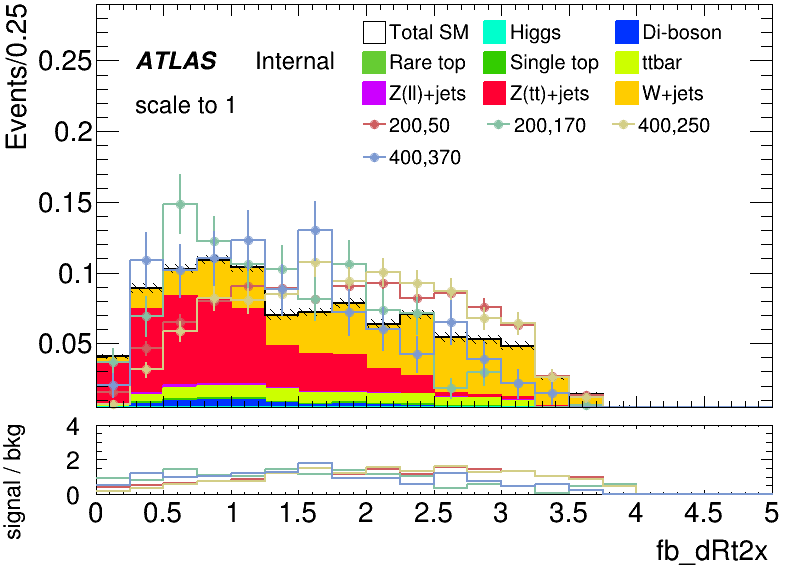 Events/0.25
0.25
0.2
0.15
0.1
0.05
ATLAS Internal
scale to 1
Total SM Higgs Di-boson
Rare top Single top ttbar
Z(ll)+jets Z(tt)+jets W+jets
200,50 200,170 400,250
400,370
signal / bkg
4
2
0
0 0.5 1 1.5 2 2.5 3 3.5 4 4.5 5
fb_dRt2x